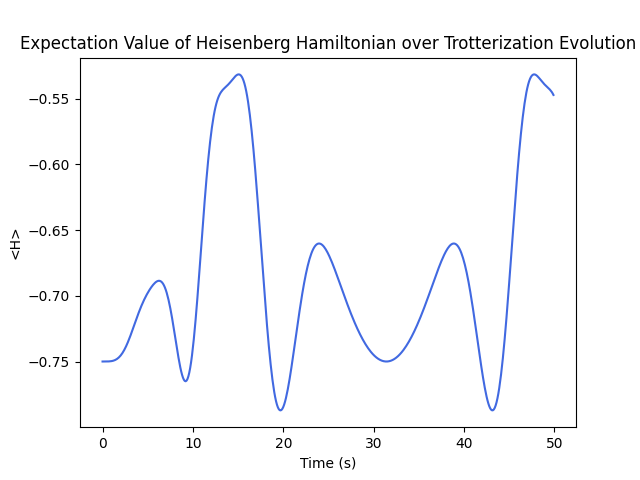 Expectation Value of Heisenberg Hamiltonian over Trotterization Evolution
−0.55
−0.60
−0.65
−0.70
−0.75
<H>
0 10 20 30 40 50
Time (s)